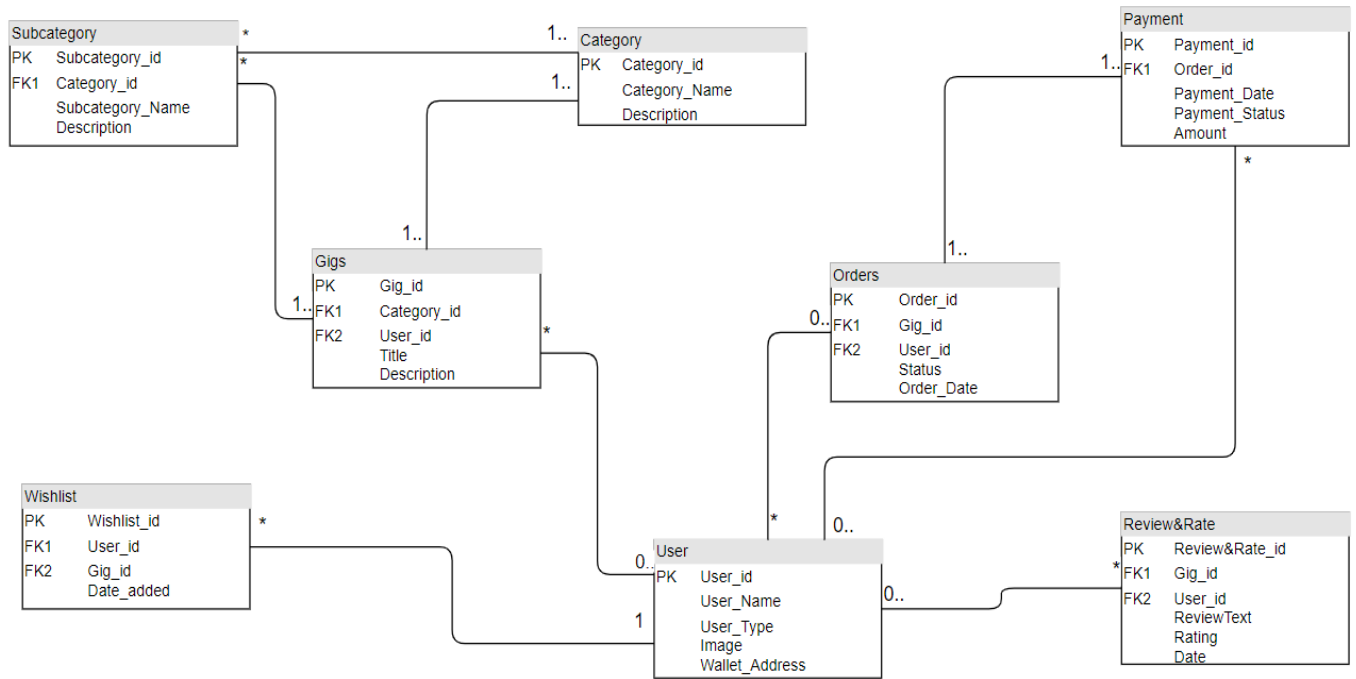 Subcategory
PK Subcategory_id
FK1 Category_id
Subcategory_Name
Description
*
*
1..
1..
Category
PK Category_id
Category_Name
Description
Payment
PK Payment_id
FK1 Order_id
Payment_Date
Payment_Status
Amount
1..
*
1..
1..
Gigs
PK Gig_id
FK1 Category_id
FK2 User_id
Title
Description
1..
*
Orders
PK Order_id
FK1 Gig_id
FK2 User_id
Status
Order_Date
0..
Wishlist
PK Wishlist_id
FK1 User_id
FK2 Gig_id
Date_added
*
*
0..
0..
1
User
PK User_id
User_Name
User_Type
Image
Wallet_Address
0..
*
Review&Rate
PK Review&Rate_id
FK1 Gig_id
FK2 User_id
ReviewText
Rating
Date